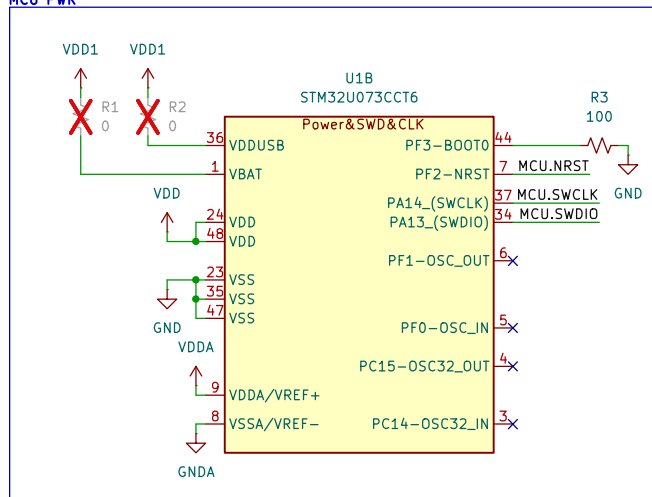 MCU PWR
VDD1
VDD1
R1
0
R2
0
U1B
STM32U073CCT6
Power&SWD&CLK
36
VDDUSB
1
VBAT
VDD
24
VDD
48
VDD
23
VSS
35
VSS
47
VSS
GND
VDDA
9
VDDA/VREF+
8
VSSA/VREF-
GNDA
PF3-BOOT0
44
R3
100
GND
PF2-NRST
7
MCU.NRST
PA14_(SWCLK)
37
MCU.SWCLK
PA13_(SWDIO)
34
MCU.SWDIO
PF1-OSC_OUT
6
PF0-OSC_IN
5
PC15-OSC32_OUT
4
PC14-OSC32_IN
3